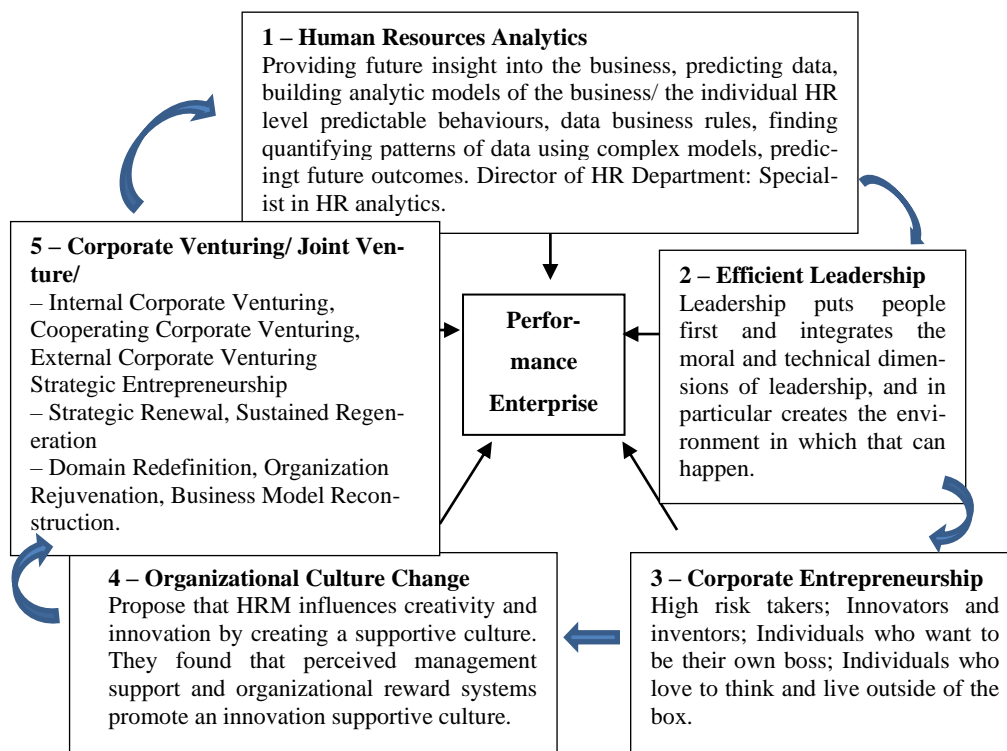 1 – Human Resources Analytics
Providing future insight into the business, predicting data,
building analytic models of the business/ the individual HR
level predictable behaviours, data business rules, finding
quantifying patterns of data using complex models, predic-
ingt future outcomes. Director of HR Department: Special-
ist in HR analytics.
5 – Corporate Venturing/ Joint Ven-
ture/
– Internal Corporate Venturing,
Cooperating Corporate Venturing,
External Corporate Venturing
Strategic Entrepreneurship
– Strategic Renewal, Sustained Regen-
eration
– Domain Redefinition, Organization
Rejuvenation, Business Model Recon-
struction.
Perfor-
mance
Enterprise
2 – Efficient Leadership
Leadership puts people
first and integrates the
moral and technical dimen-
sions of leadership, and in
particular creates the envi-
ronment in which that can
happen.
4 – Organizational Culture Change
Propose that HRM influences creativity and
innovation by creating a supportive culture.
They found that perceived management
support and organizational reward systems
promote an innovation supportive culture.
3 – Corporate Entrepreneurship
High risk takers; Innovators and
inventors; Individuals who want to
be their own boss; Individuals who
love to think and live outside of the
box.